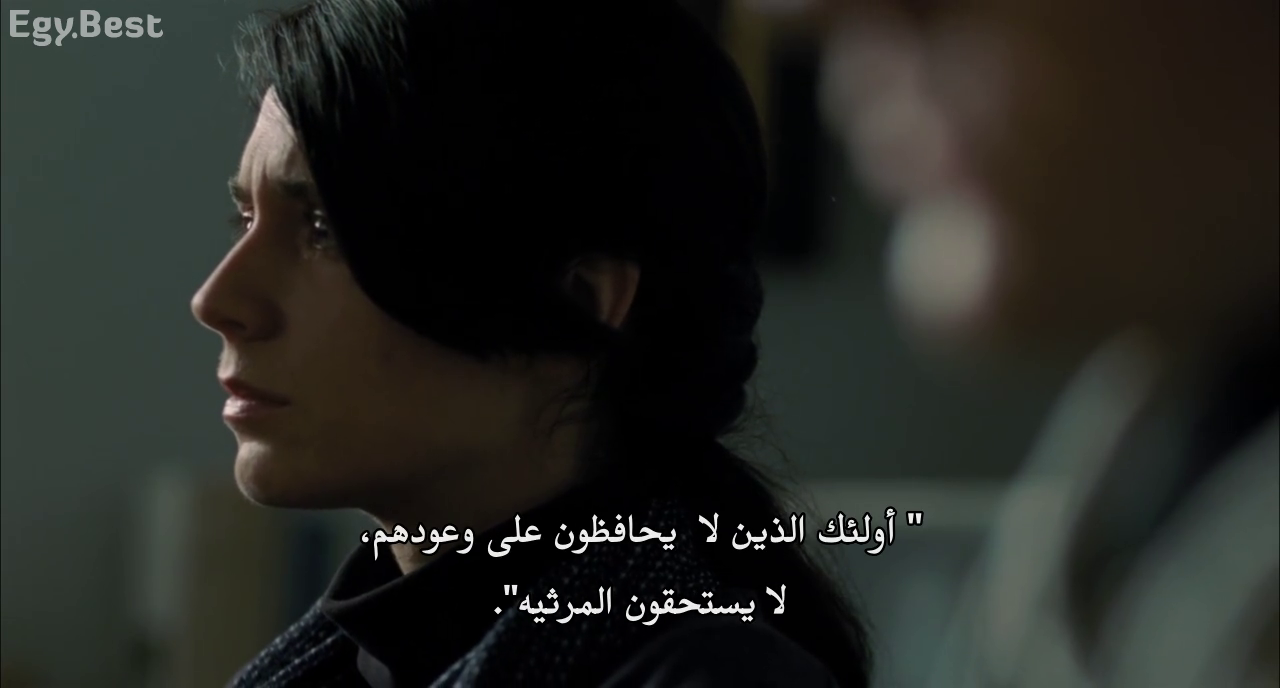 Egy.Best
" أولئك الذين لا يحافظون على وعودهم،
لا يستحقون المرثيه".